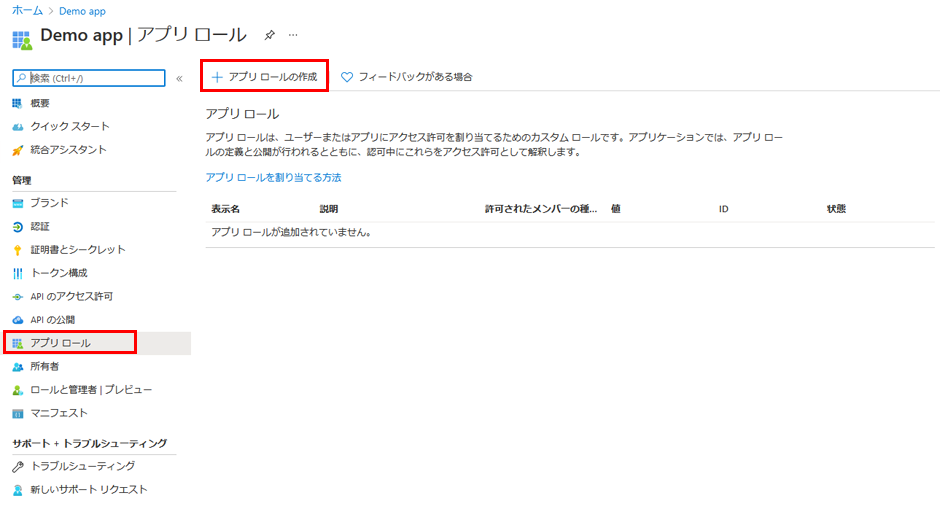 ホーム > Demo app
Demo app | アプリ ロール ...
検索 (Ctrl+/) «
概要
クイック スタート
統合アシスタント
管理
ブランド
認証
証明書とシークレット
トークン構成
API のアクセス許可
API の公開
アプリ ロール
所有者
ロールと管理者 | プレビュー
マニフェスト
サポート + トラブルシューティング
トラブルシューティング
新しいサポート リクエスト
+ アプリ ロールの作成 フィードバックがある場合
アプリ ロール
アプリ ロールは、ユーザーまたはアプリにアクセス許可を割り当てるためのカスタム ロールです。アプリケーションでは、アプリ ロー
ルの定義と公開が行われるとともに、認可中にこれらをアクセス許可として解釈します。
アプリ ロールを割り当てる方法
表示名 説明 許可されたメンバーの種... 値 ID 状態
アプリ ロールが追加されていません。